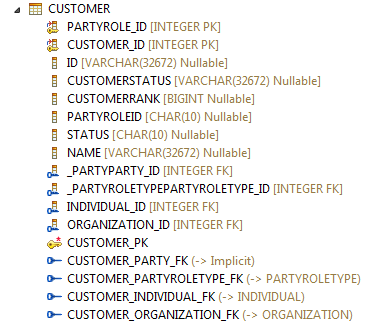 CUSTOMER
PARTYROLE_ID [INTEGER PK]
CUSTOMER_ID [INTEGER PK]
ID [VARCHAR(32672) Nullable]
CUSTOMERSTATUS [VARCHAR(32672) Nullable]
CUSTOMERRANK [BIGINT Nullable]
PARTYROLEID [CHAR(10) Nullable]
STATUS [CHAR(10) Nullable]
NAME [VARCHAR(32672) Nullable]
_PARTYPARTY_ID [INTEGER FK]
_PARTYROLETYPEPARTYROLETYPE_ID [INTEGER FK]
INDIVIDUAL_ID [INTEGER FK]
ORGANIZATION_ID [INTEGER FK]
CUSTOMER_PK
CUSTOMER_PARTY_FK (-> Implicit)
CUSTOMER_PARTYROLETYPE_FK (-> PARTYROLETYPE)
CUSTOMER_INDIVIDUAL_FK (-> INDIVIDUAL)
CUSTOMER_ORGANIZATION_FK (-> ORGANIZATION)